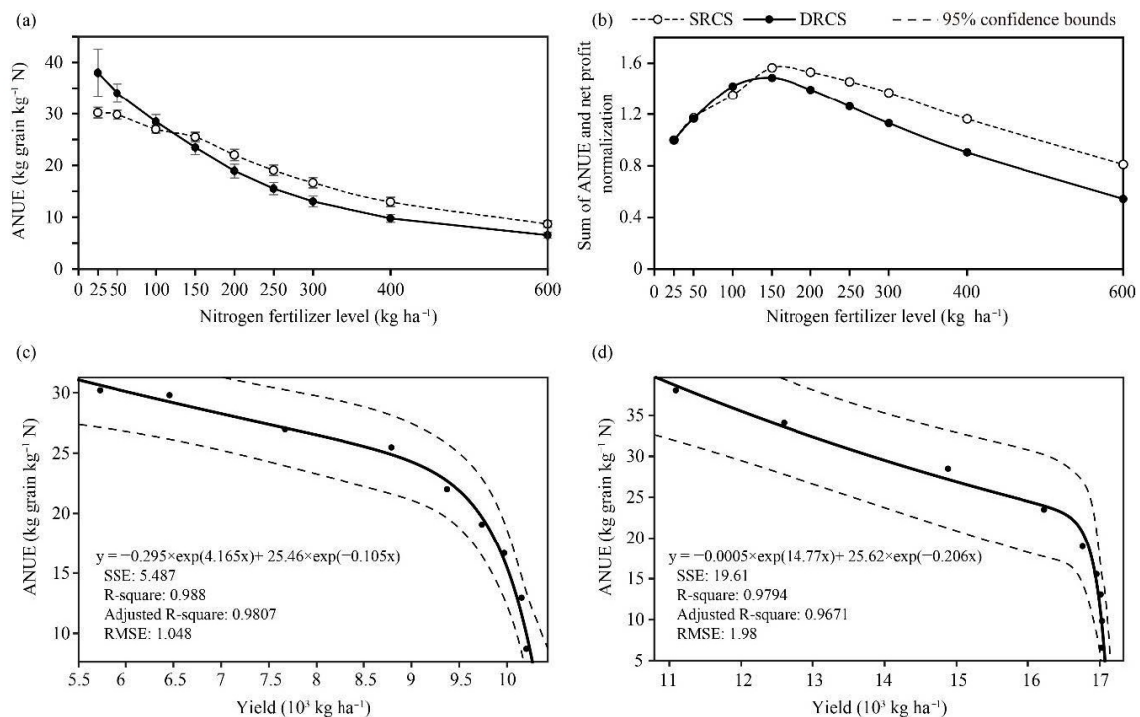 (a)
ANUE (kg grain kg⁻¹ N)
40
30
20
10
0
0 25 50 100 150 200 250 300 400 600
Nitrogen fertilizer level (kg ha⁻¹)
(b)
SRCS DRCS 95% confidence bounds
Sum of ANUE and net profit
normalization
1.6
1.2
0.8
0.4
0
0 25 50 100 150 200 250 300 400 600
Nitrogen fertilizer level (kg ha⁻¹)
(c)
ANUE (kg grain kg⁻¹ N)
30
25
20
15
10
y = −0.295×exp(4.165x)+ 25.46×exp(−0.105x)
SSE: 5.487
R-square: 0.988
Adjusted R-square: 0.9807
RMSE: 1.048
5.5 6 6.5 7 7.5 8 8.5 9 9.5 10
Yield (10³ kg ha⁻¹)
(d)
ANUE (kg grain kg⁻¹ N)
35
30
25
20
15
10
5
y = −0.0005×exp(14.77x)+ 25.62×exp(−0.206x)
SSE: 19.61
R-square: 0.9794
Adjusted R-square: 0.9671
RMSE: 1.98
11 12 13 14 15 16 17
Yield (10³ kg ha⁻¹)